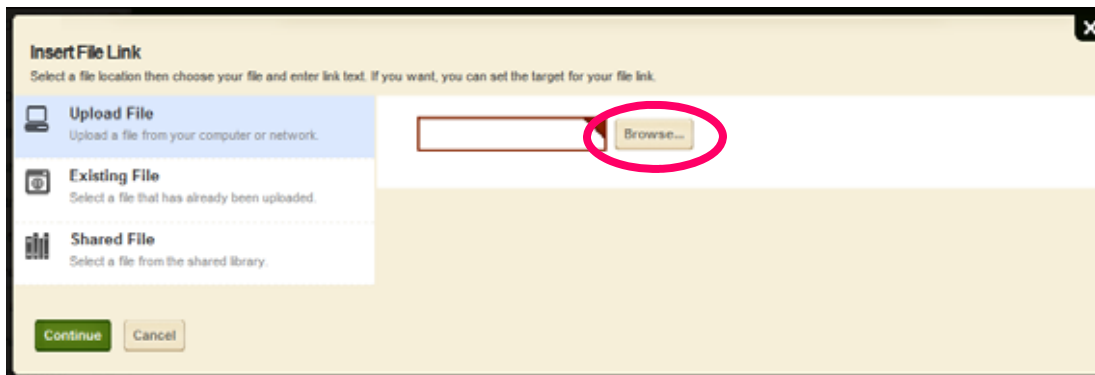 Insert File Link
Select a file location then choose your file and enter link text. If you want, you can set the target for your file link.
Upload File
Upload a file from your computer or network.
Browse...
Existing File
Select a file that has already been uploaded.
Shared File
Select a file from the shared library.
Continue
Cancel